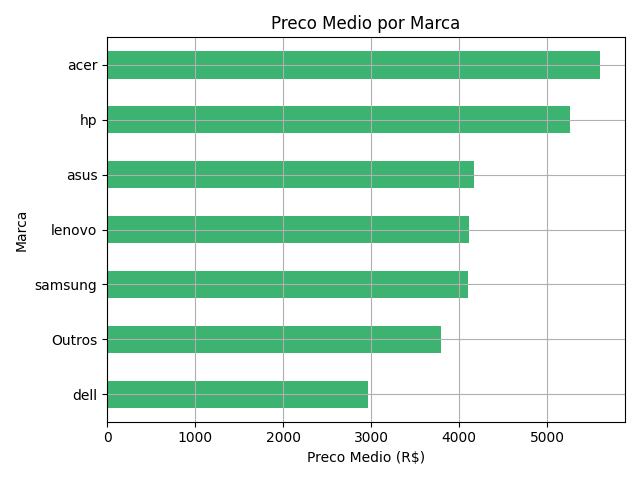 Preco Medio por Marca
acer
hp
asus
lenovo
samsung
Outros
dell
Marca
0 1000 2000 3000 4000 5000
Preco Medio (R$)